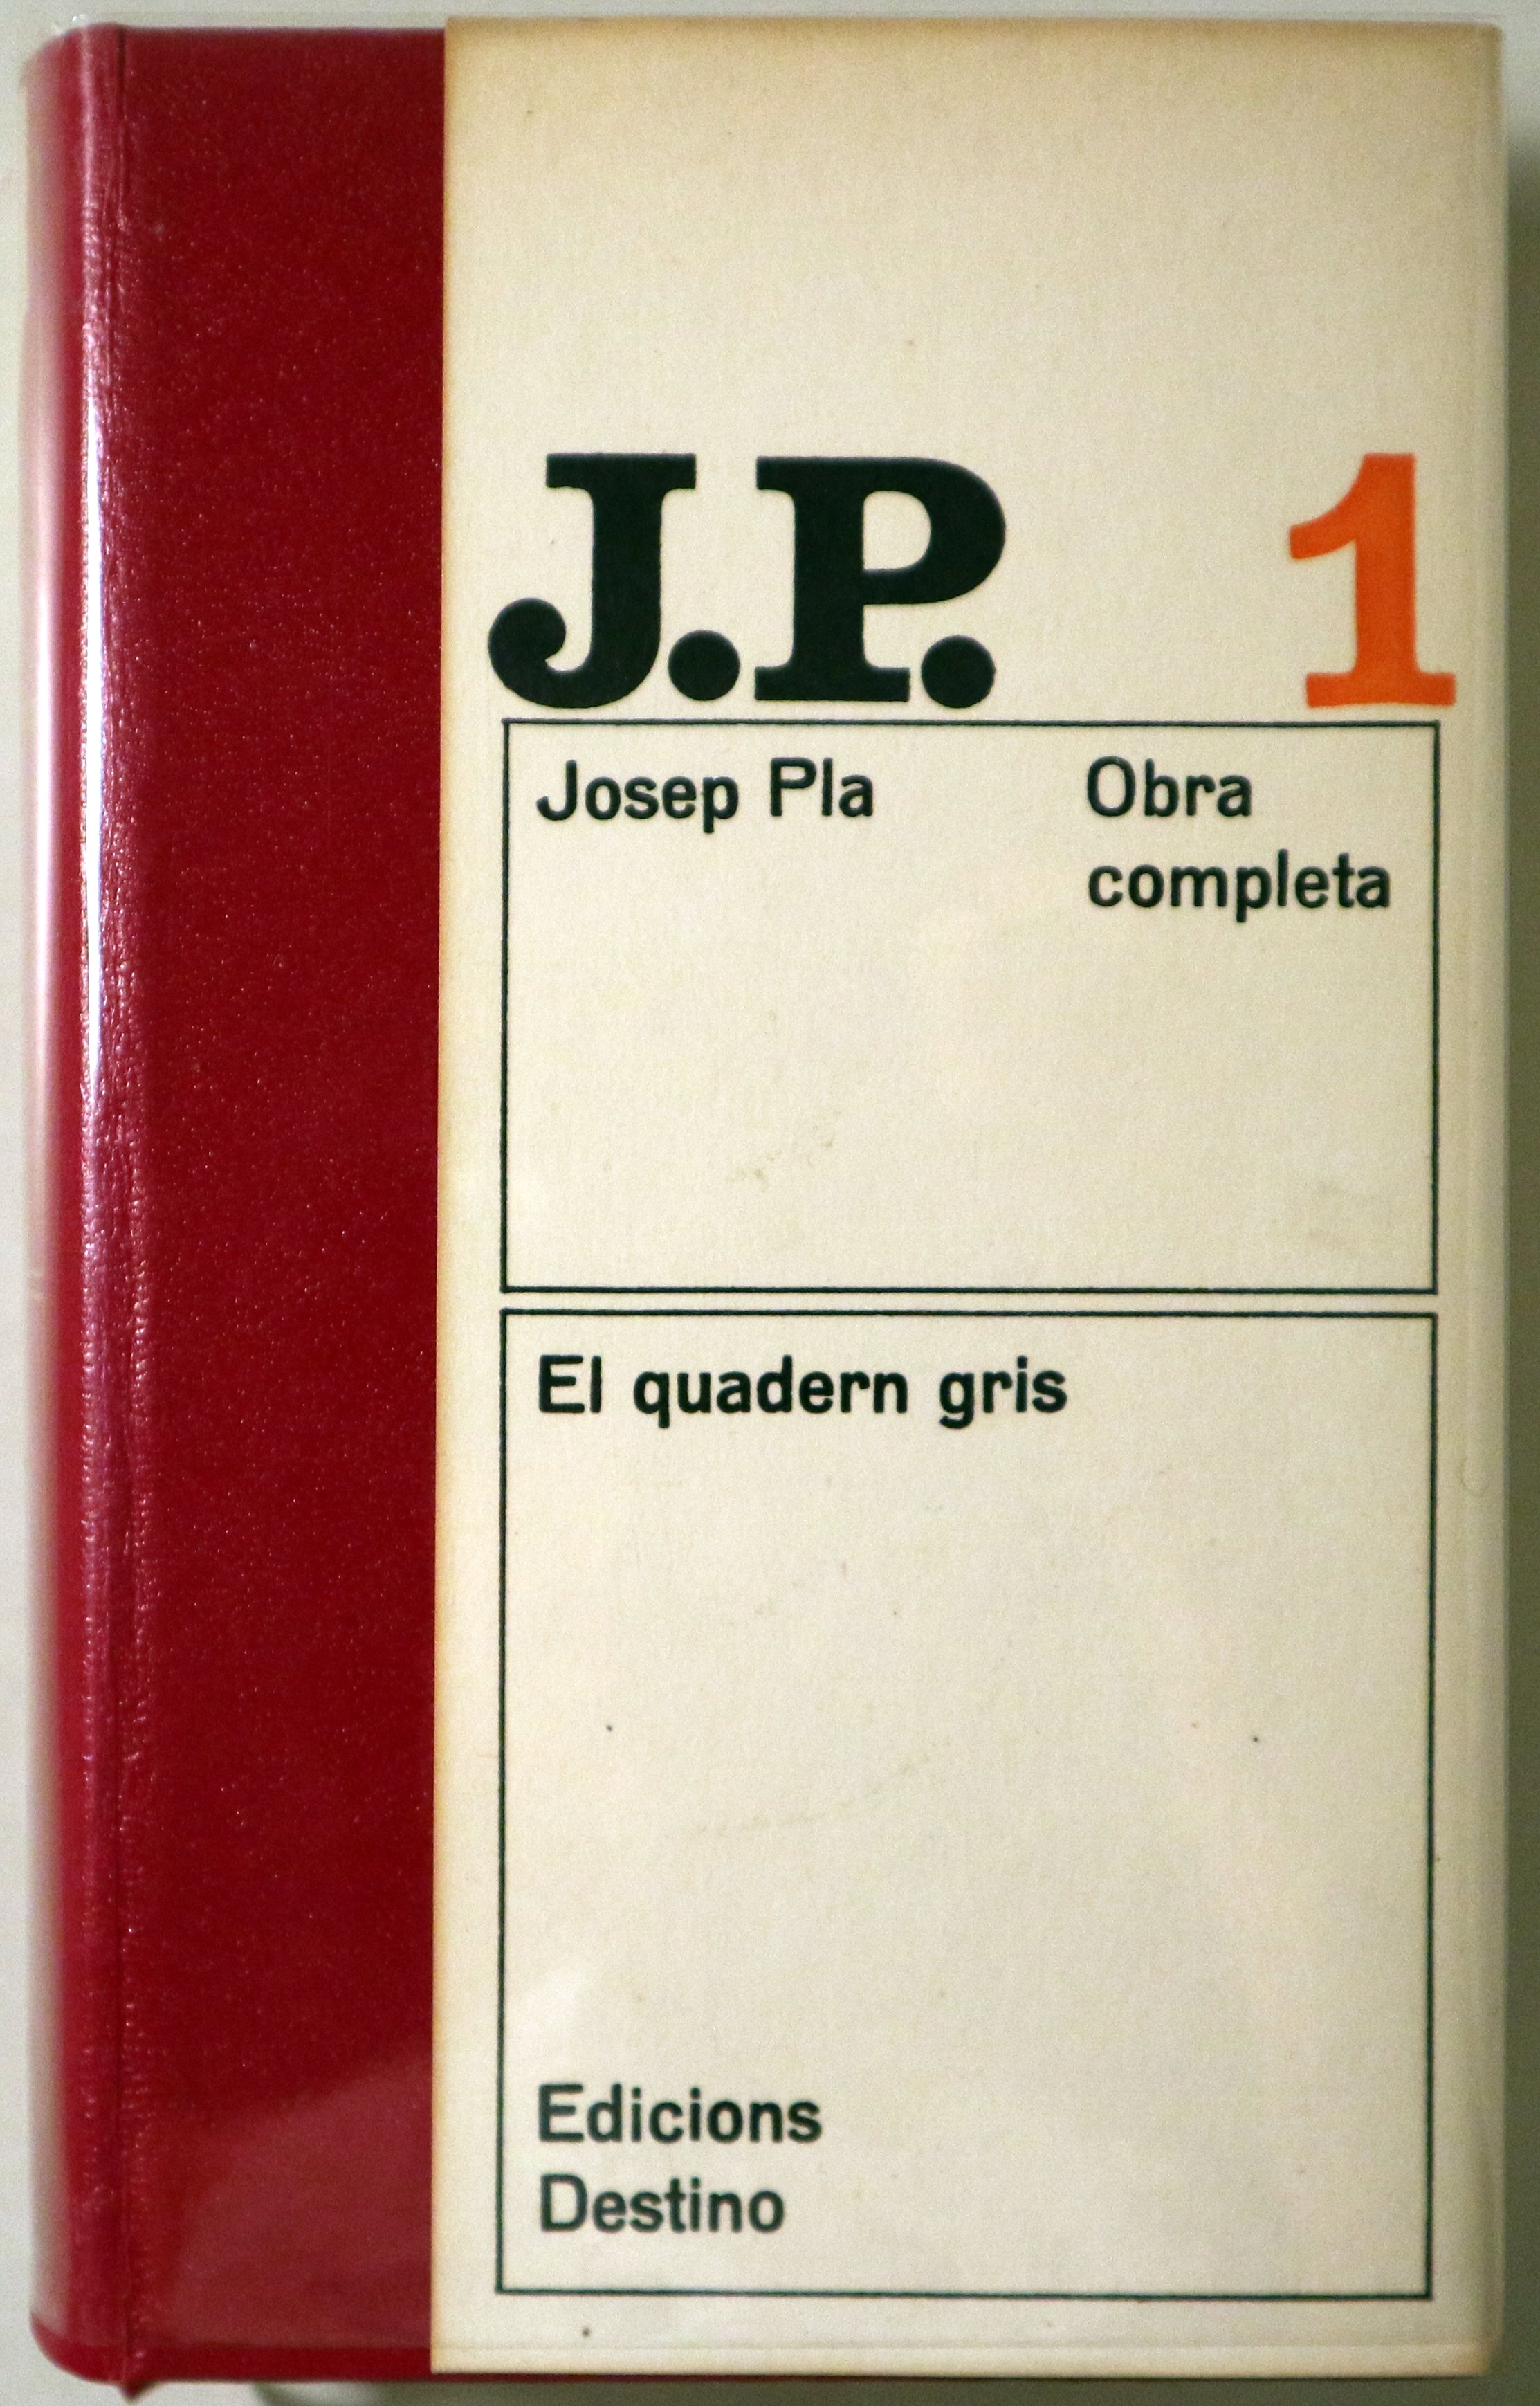 J.P. 1
Josep Pla
Obra
completa
El quadern gris
Edicions
Destino